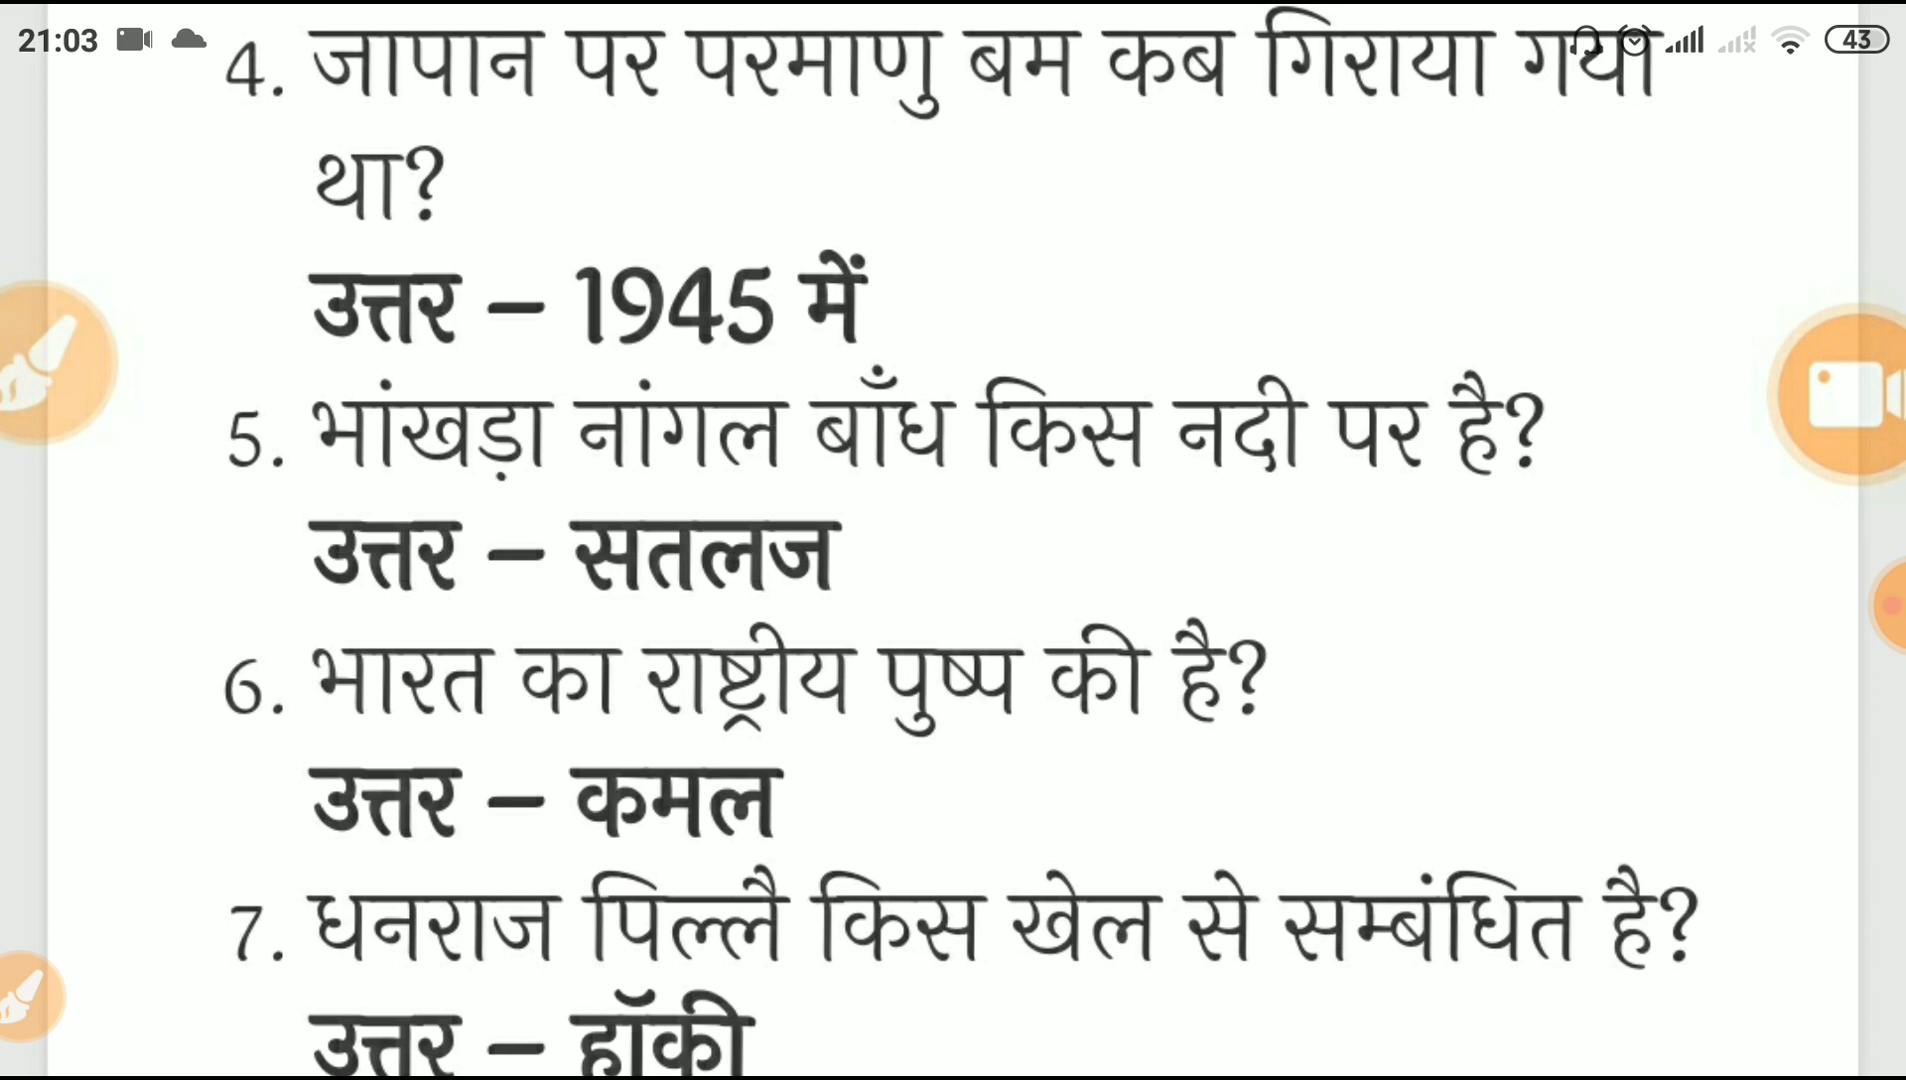 21:03
43
4. जापान पर परमाणु बम कब गिराया गया
था?
उत्तर – 1945 में
5. भांखड़ा नांगल बाँध किस नदी पर है?
उत्तर – सतलज
6. भारत का राष्ट्रीय पुष्प की है?
उत्तर – कमल
7. धनराज पिल्लै किस खेल से सम्बंधित है?
उत्तर – हॉकी